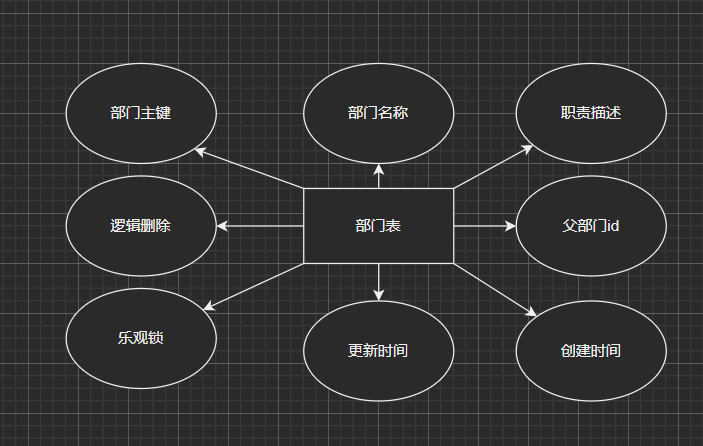 部门主键
部门名称
职责描述
逻辑删除
部门表
父部门id
乐观锁
更新时间
创建时间